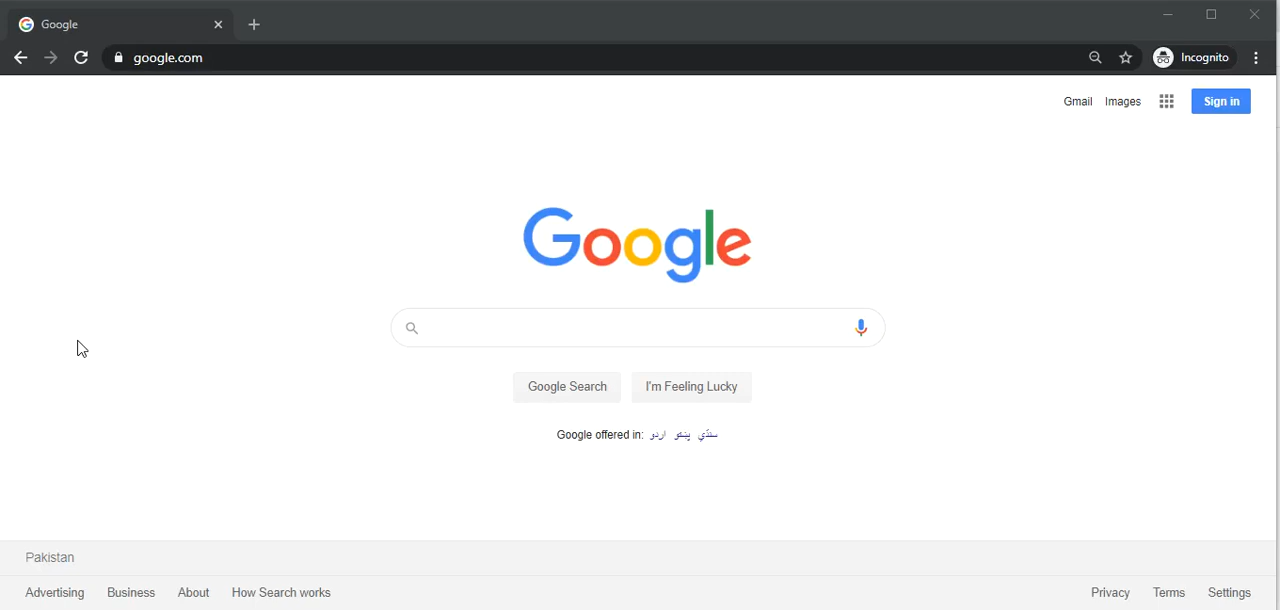 Google
google.com
Incognito
Gmail Images Sign in
Google
Google Search I'm Feeling Lucky
Google offered in: اردو پښتو سنڌي
Pakistan
Advertising Business About How Search works Privacy Terms Settings